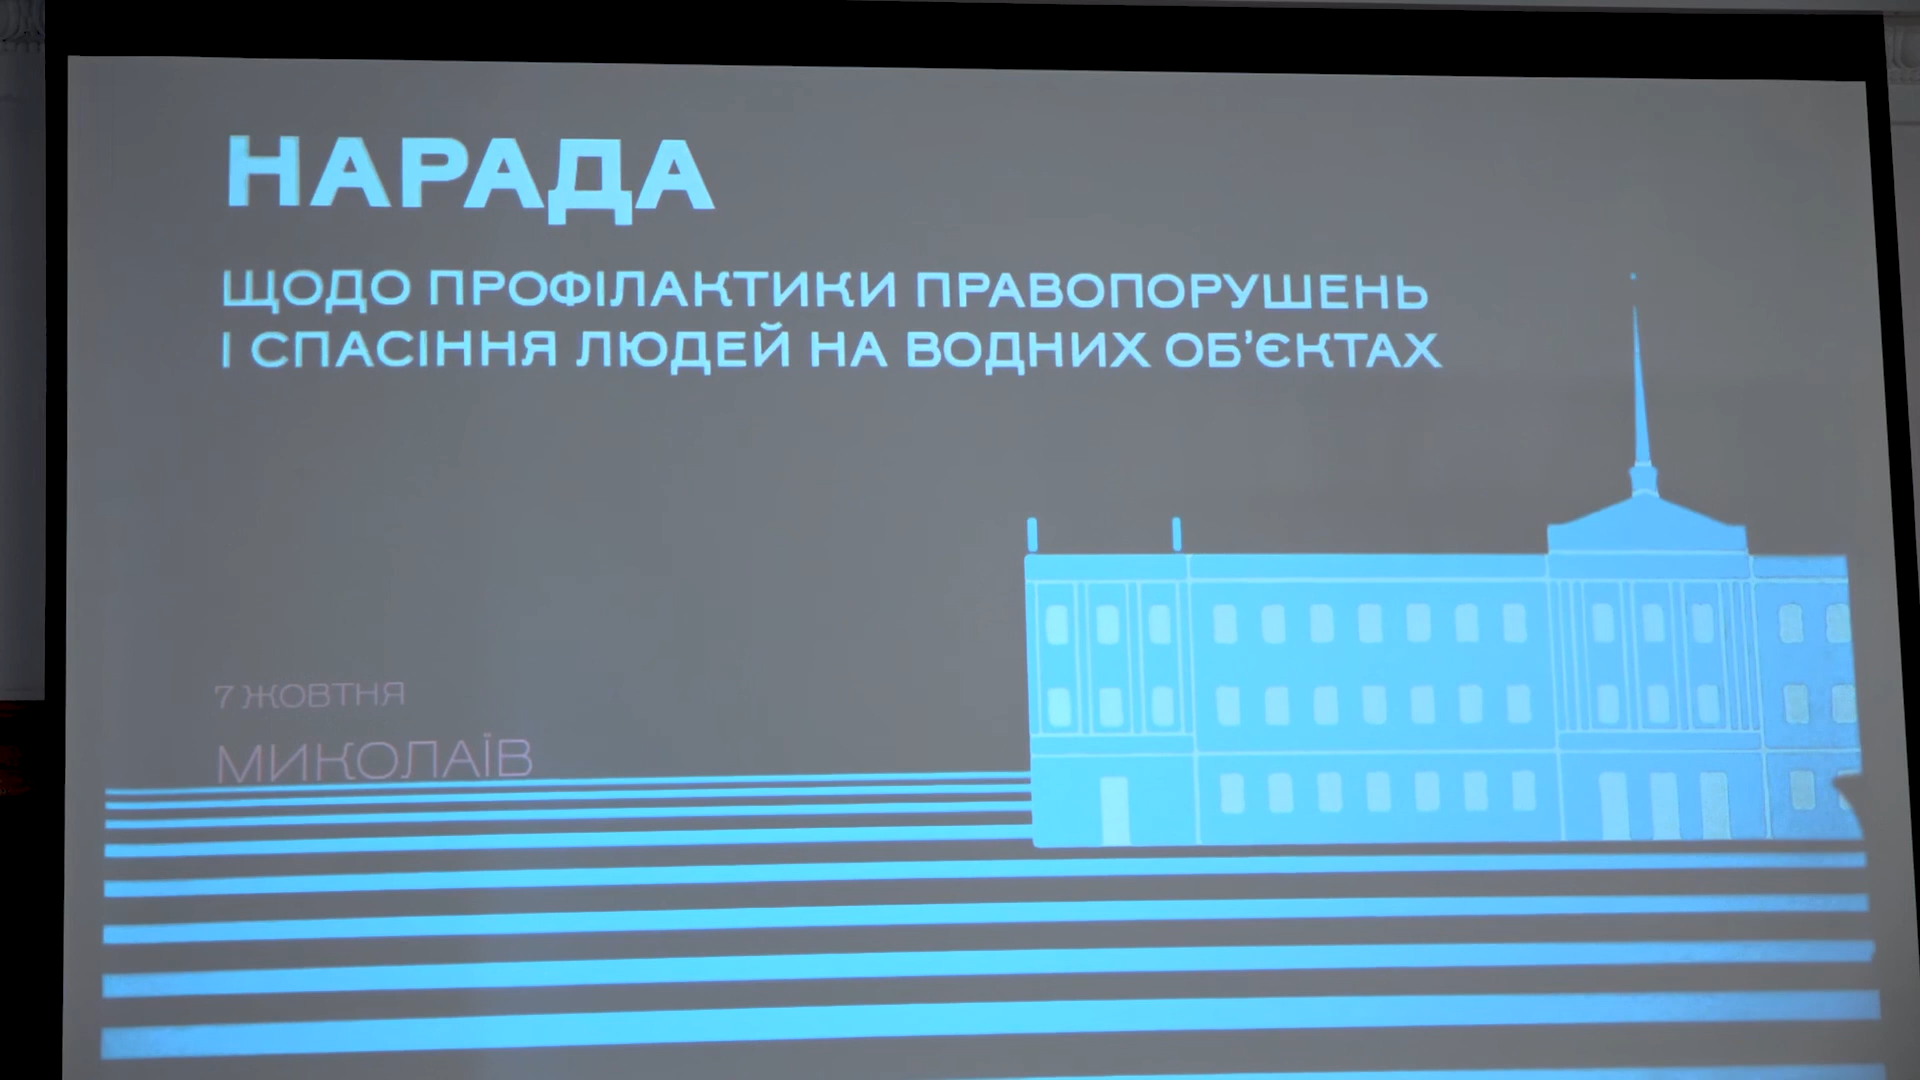 НАРАДА
ЩОДО ПРОФІЛАКТИКИ ПРАВОПОРУШЕНЬ
І СПАСІННЯ ЛЮДЕЙ НА ВОДНИХ ОБ'ЄКТАХ
7 ЖОВТНЯ
МИКОЛАЇВ